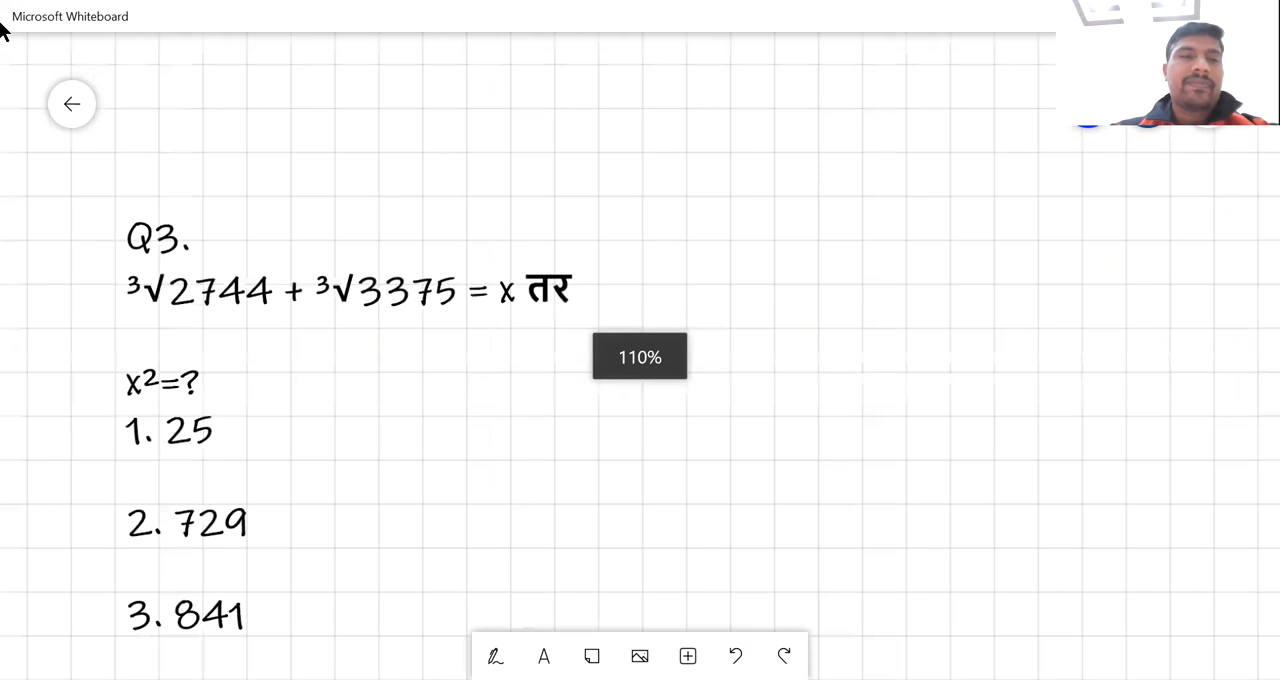 Microsoft Whiteboard
Q3.
³√2744 + ³√3375 = x तर
110%
x²=?
1. 25
2. 729
3. 841
A